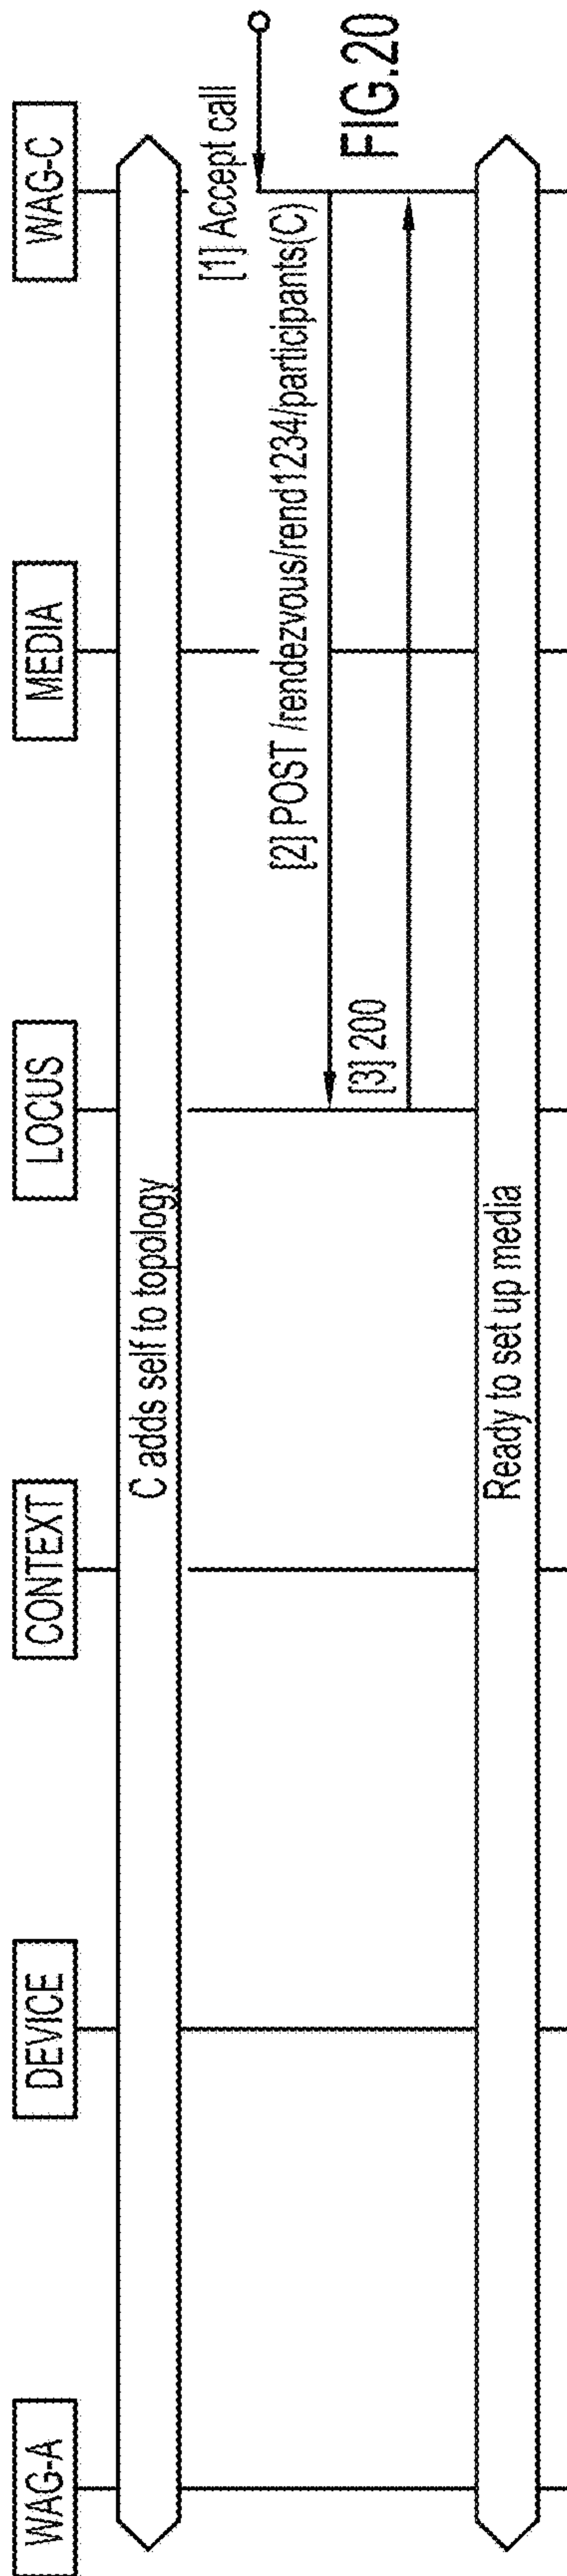 WAG-A
DEVICE
CONTEXT
LOCUS
MEDIA
WAG-C
C adds self to topology
[1] Accept call
[2] POST /rendezvous/rend1234/participants(C)
[3] 200
Ready to set up media
FIG.20